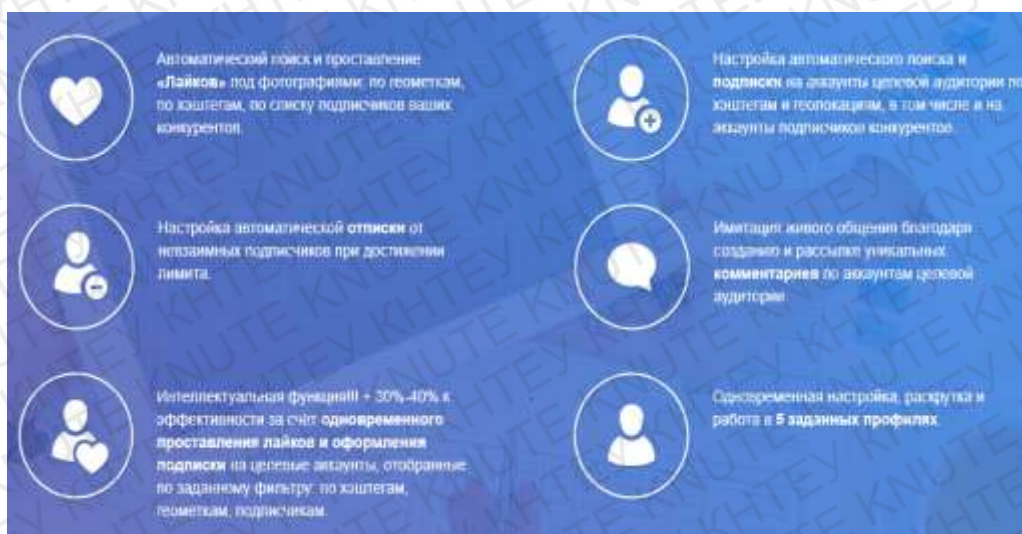 Автоматический поиск и проставление
«Лайков» под фотографиями: по геометкам,
по хэштегам, по списку подписчиков ваших
конкурентов.
Настройка автоматического поиска и
подписки на аккаунты целевой аудитории по
хэштегам и геолокациям, в том числе и на
аккаунты подписчиков конкурентов.
Настройка автоматической отписки от
невзаимных подписчиков при достижении
лимита.
Имитация живого общения благодаря
созданию и рассылке уникальных
комментариев по аккаунтам целевой
аудитории.
Интеллектуальная функция!!! + 30%-40% к
эффективности за счёт одновременного
проставления лайков и оформления
подписки на целевые аккаунты, отобранные
по заданному фильтру: по хэштегам,
геометкам, подписчикам.
Одновременная настройка, раскрутка и
работа в 5 заданных профилях.
КНТЕУ KNUTE